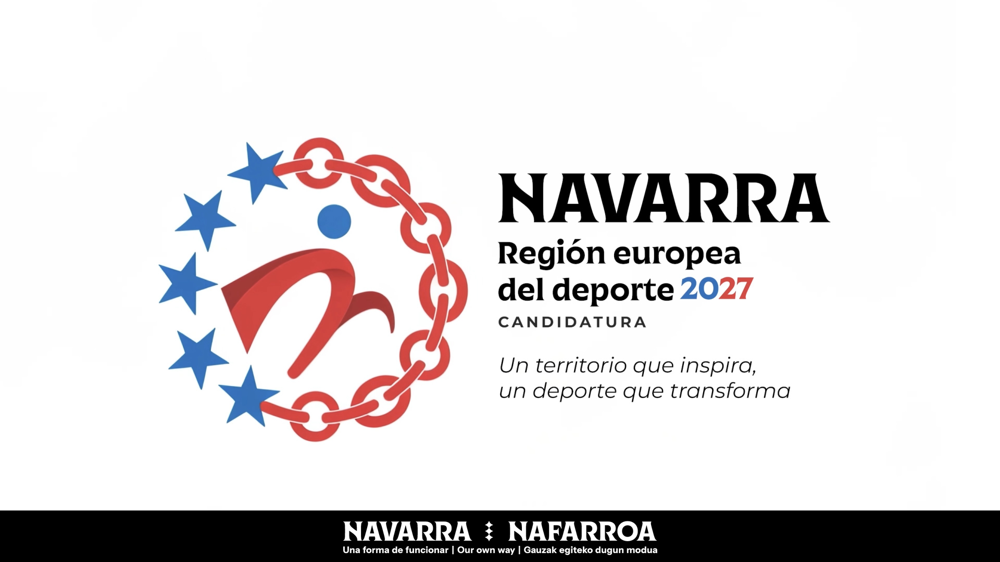 NAVARRA
Región europea
del deporte 2027
CANDIDATURA
Un territorio que inspira,
un deporte que transforma
NAVARRA NAFARROA
Una forma de funcionar | Our own way | Gauzak egiteko dugun modua